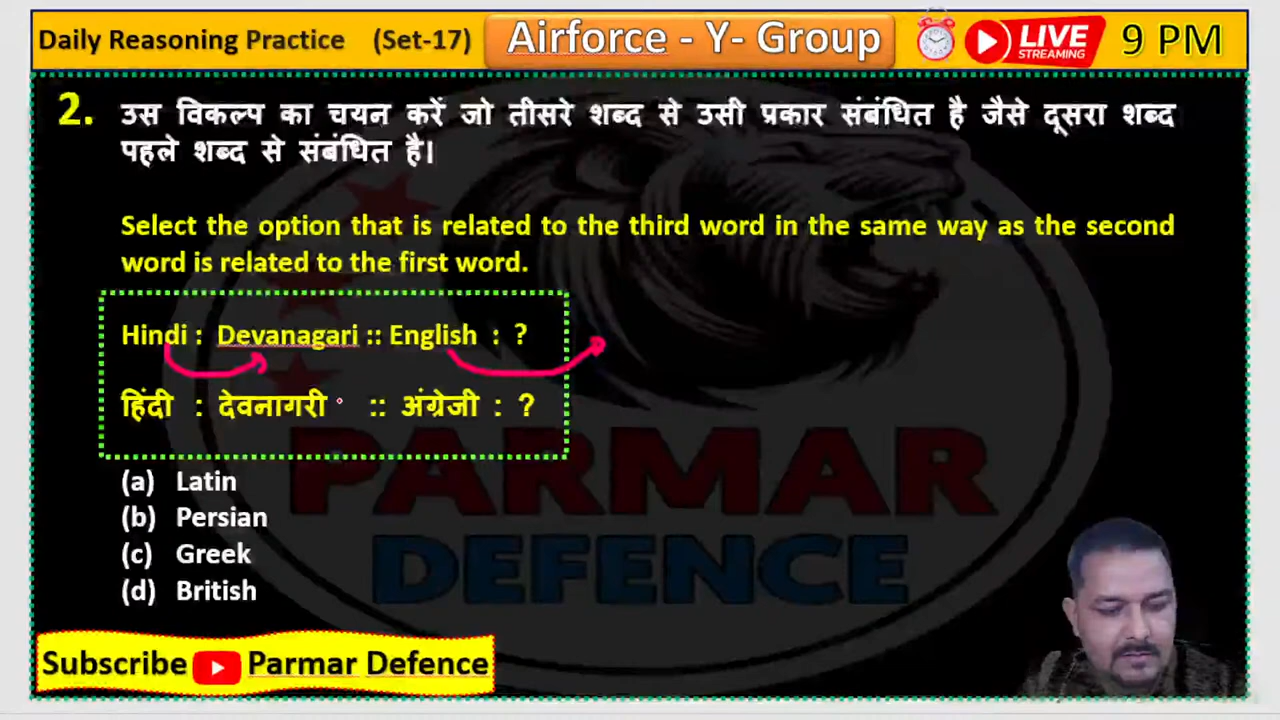 Daily Reasoning Practice (Set-17) Airforce - Y- Group LIVE STREAMING 9 PM
2. उस विकल्प का चयन करें जो तीसरे शब्द से उसी प्रकार संबंधित है जैसे दूसरा शब्द
पहले शब्द से संबंधित है।
Select the option that is related to the third word in the same way as the second
word is related to the first word.
Hindi : Devanagari :: English : ?
हिंदी : देवनागरी :: अंग्रेजी : ?
(a) Latin
(b) Persian
(c) Greek
(d) British
PARMAR
DEFENCE
Subscribe Parmar Defence